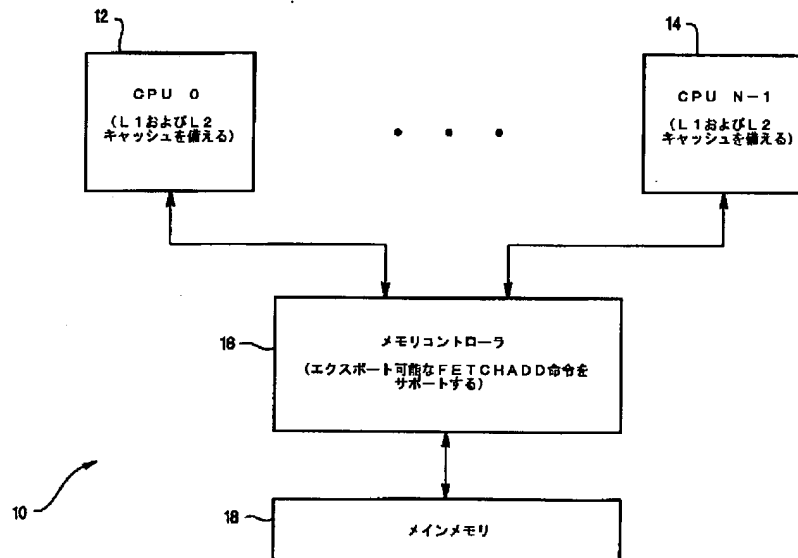 12
CPU 0
(L1およびL2
キャッシュを備える)
14
CPU N-1
(L1およびL2
キャッシュを備える)
16
メモリコントローラ
(エクスポート可能なFETCHADD命令を
サポートする)
10
18
メインメモリ